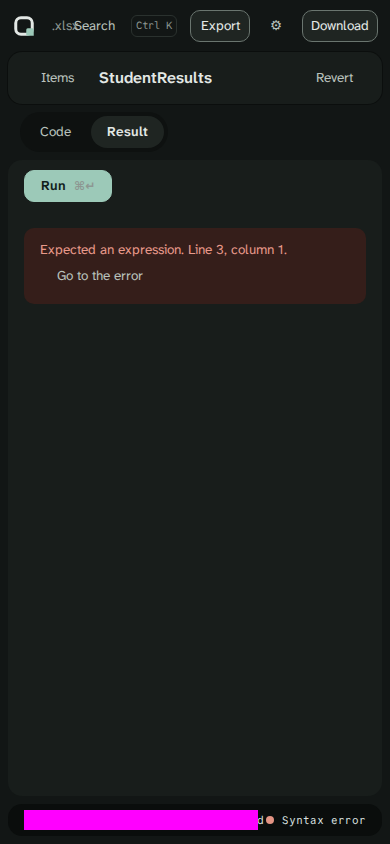 .xlsx Search Ctrl K Export Download
Items StudentResults Revert
Code Result
Run ⌘↵
Expected an expression. Line 3, column 1.
Go to the error
Syntax error